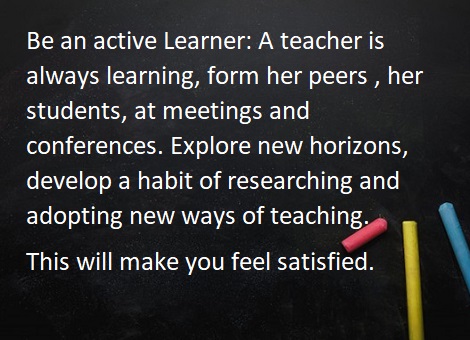 Be an active Learner: A teacher is
always learning, form her peers , her
students, at meetings and
conferences. Explore new horizons,
develop a habit of researching and
adopting new ways of teaching.
This will make you feel satisfied.